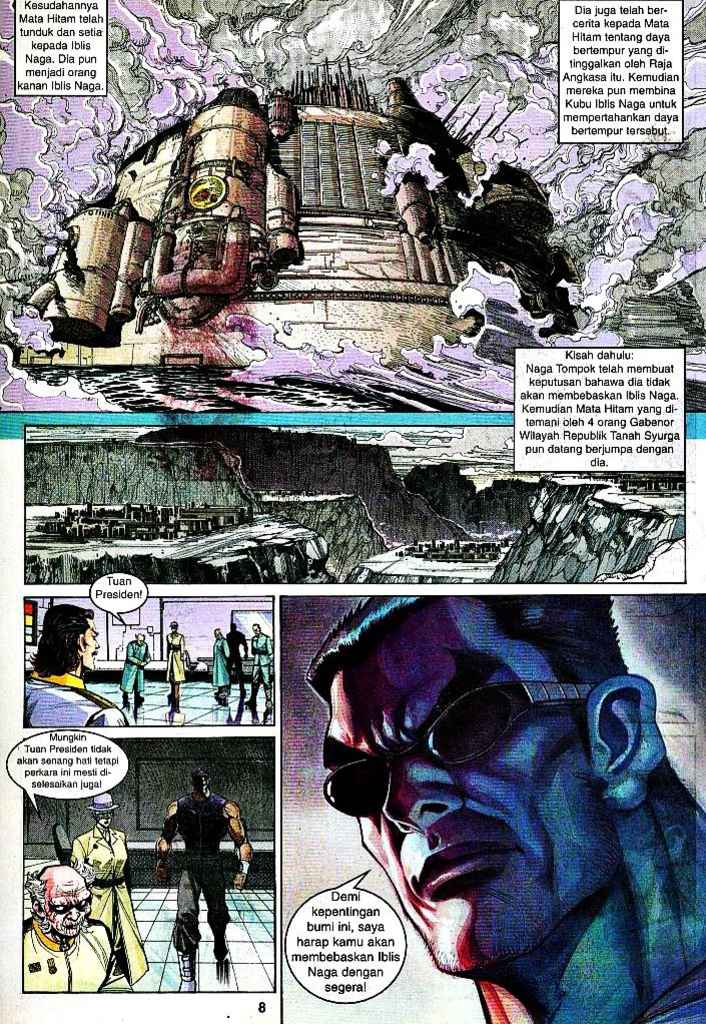 Kesudahannya
Mata Hitam telah
tunduk dan setia
kepada Iblis
Naga. Dia pun
menjadi orang
kanan Iblis Naga.
Dia juga telah ber-
cerita kepada Mata
Hitam tentang daya
bertempur yang di-
tinggalkan oleh Raja
Angkasa itu. Kemudian
mereka pun membina
Kubu Iblis Naga untuk
mempertahankan daya
bertempur tersebut.
Kisah dahulu:
Naga Tompok telah membuat
keputusan bahawa dia tidak
akan membebaskan Iblis Naga.
Kemudian Mata Hitam yang di-
temani oleh 4 orang Gabenor
Wilayah Republik Tanah Syurga
pun datang berjumpa dengan
dia.
Tuan
Presiden!
Mungkin
Tuan Presiden tidak
akan senang hati tetapi
perkara ini mesti di-
selesaikan juga!
Demi
kepentingan
bumi ini, saya
harap kamu akan
membebaskan Iblis
Naga dengan
segera!
8